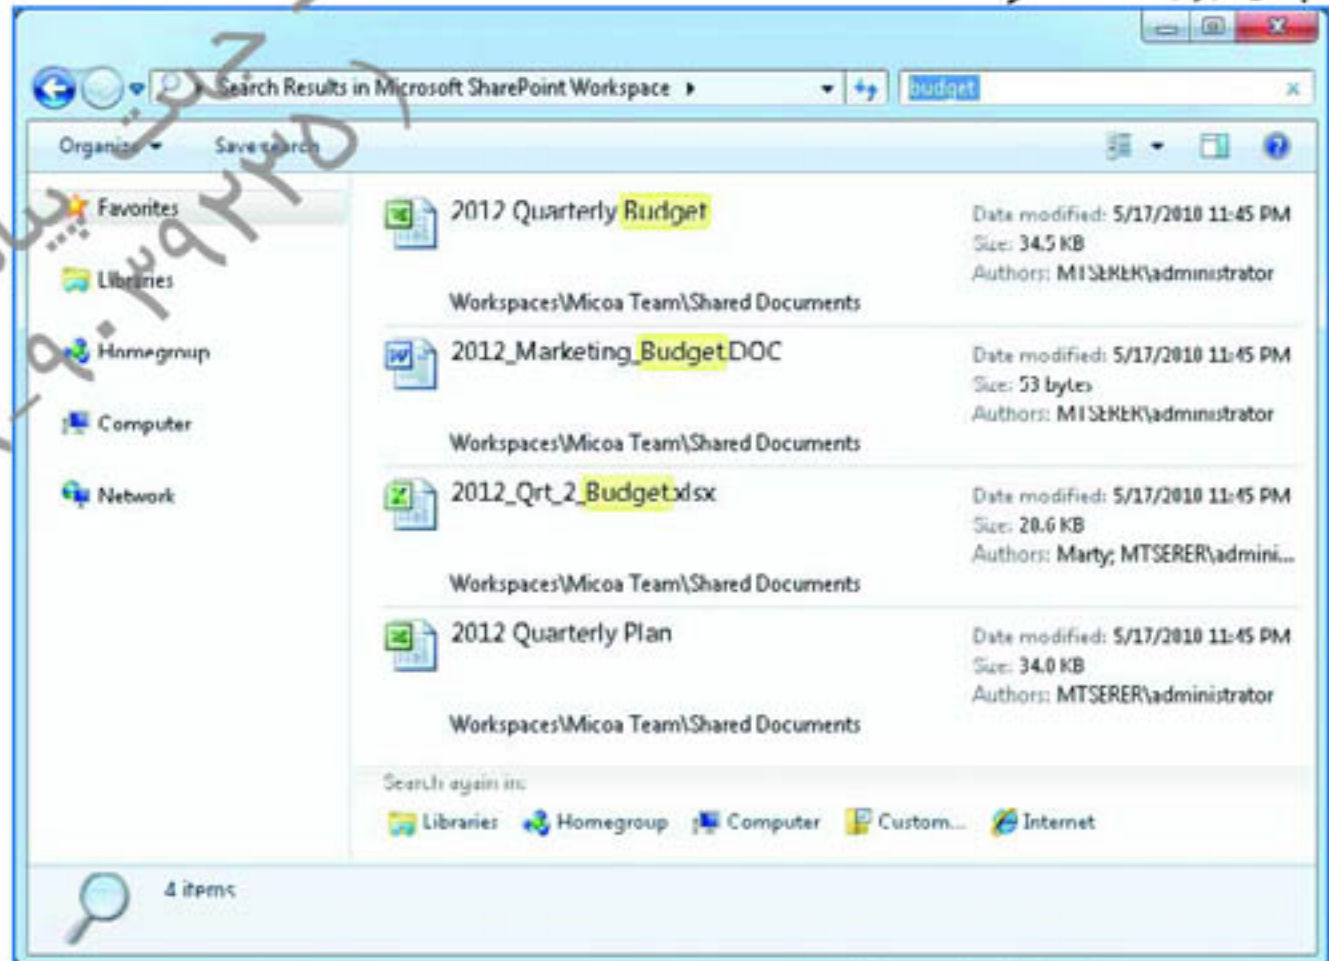 Search Results in Microsoft SharePoint Workspace
budget
Organize
Save search
Favorites
Libraries
Homegroup
Computer
Network
2012 Quarterly Budget
Date modified: 5/17/2010 11:45 PM
Size: 34.5 KB
Authors: MTSERER\administrator
Workspaces\Micoa Team\Shared Documents
2012_Marketing_Budget.DOC
Date modified: 5/17/2010 11:45 PM
Size: 53 bytes
Authors: MTSERER\administrator
Workspaces\Micoa Team\Shared Documents
2012_Qrt_2_Budget.xlsx
Date modified: 5/17/2010 11:45 PM
Size: 20.6 KB
Authors: Marty; MTSERER\admini...
Workspaces\Micoa Team\Shared Documents
2012 Quarterly Plan
Date modified: 5/17/2010 11:45 PM
Size: 34.0 KB
Authors: MTSERER\administrator
Workspaces\Micoa Team\Shared Documents
Search again in:
Libraries Homegroup Computer Custom... Internet
4 items
جهت